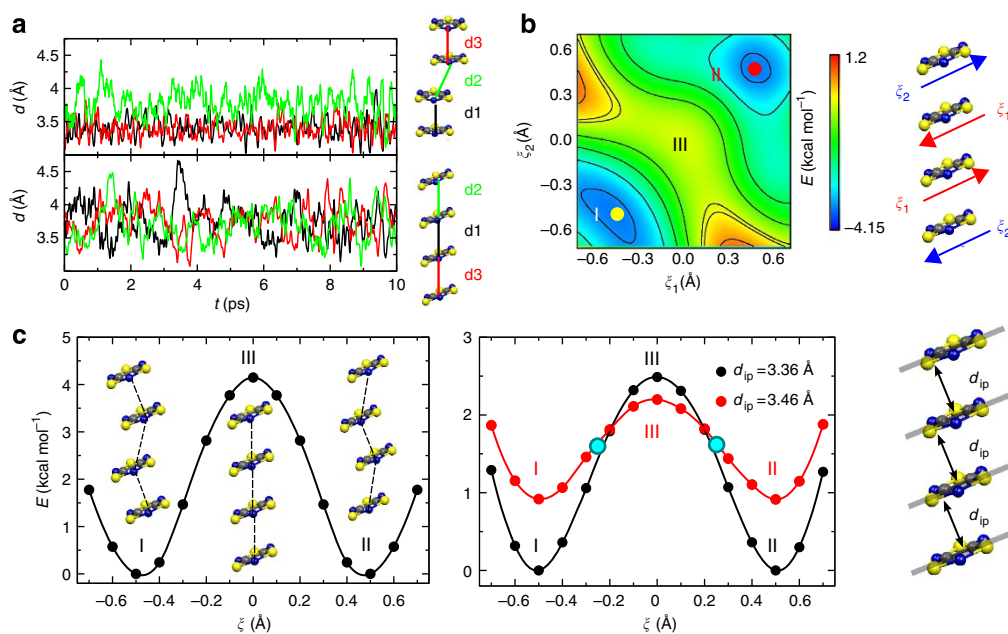 a
d (Å)
4.5
4.0
3.5
d (Å)
4.5
4.0
3.5
0
2
4
6
8
10
t (ps)
d3
d2
d1
d2
d1
d3
b
ξ2(Å)
0.6
0.3
0.0
−0.3
−0.6
II
III
I
−0.6
−0.3
0.0
0.3
0.6
ξ1(Å)
1.2
E (kcal mol−1)
−4.15
ξ2
ξ1
ξ1
ξ2
c
E (kcal mol−1)
5
4
3
2
1
0
III
I
II
−0.6
−0.4
−0.2
0
0.2
0.4
0.6
ξ (Å)
3
2
1
0
III
dip=3.36 Å
dip=3.46 Å
III
I
II
I
II
−0.6
−0.4
−0.2
0
0.2
0.4
0.6
ξ (Å)
dip
dip
dip